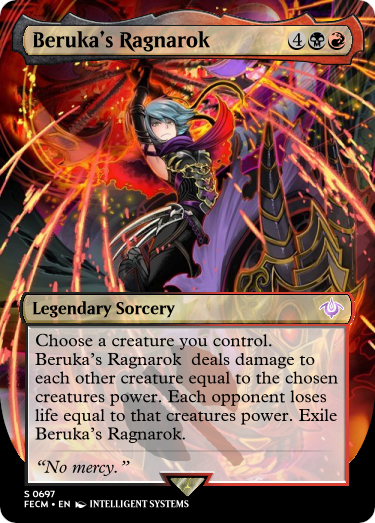 Beruka's Ragnarok 4
Legendary Sorcery
Choose a creature you control.
Beruka's Ragnarok deals damage to
each other creature equal to the chosen
creatures power. Each opponent loses
life equal to that creatures power. Exile
Beruka's Ragnarok.
"No mercy."
S 0697
FECM • EN INTELLIGENT SYSTEMS